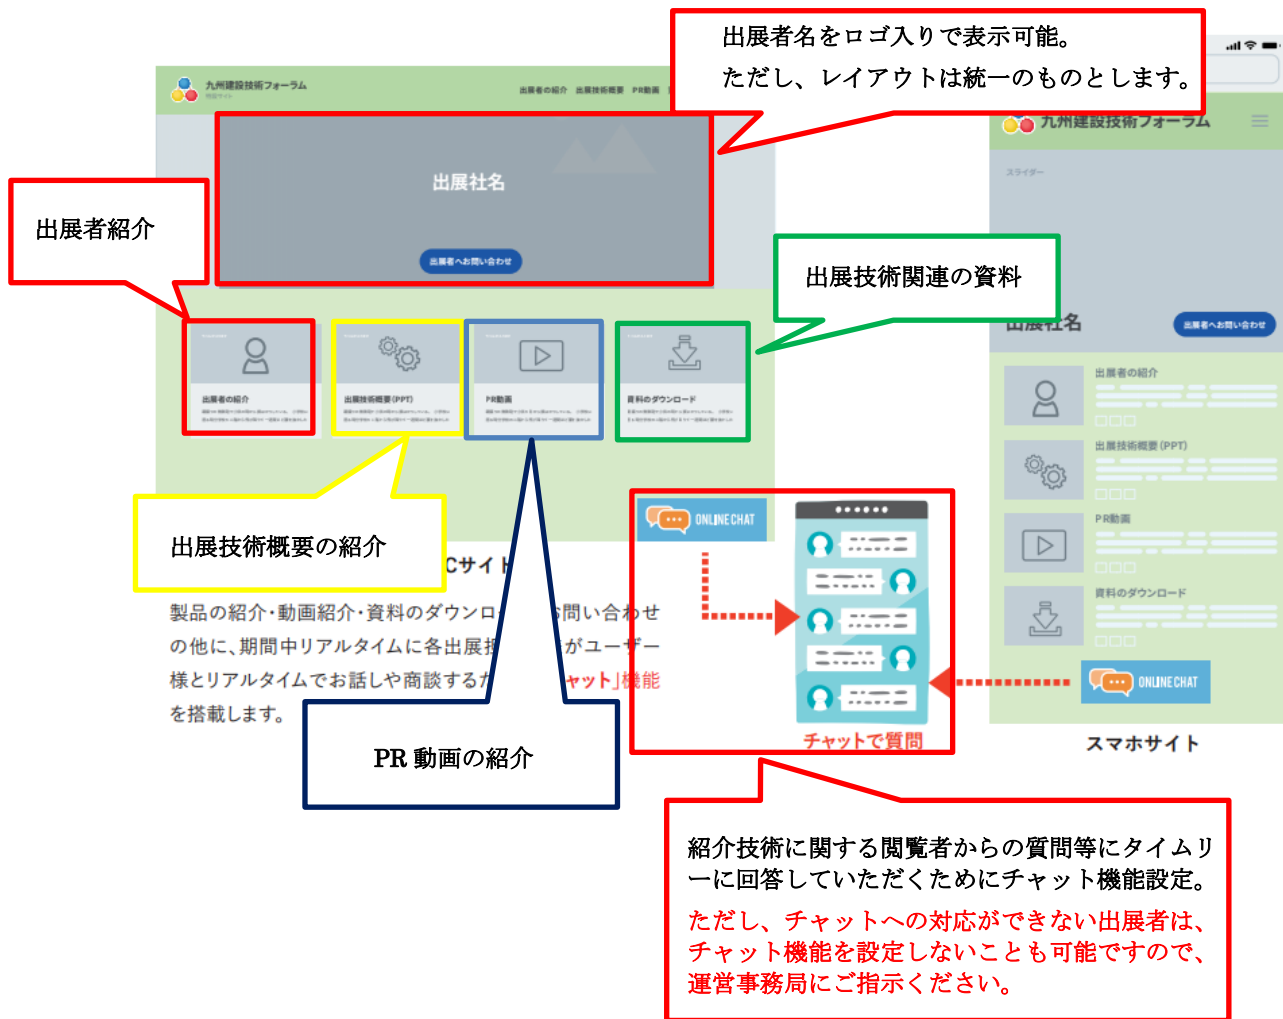 出展者名をロゴ入りで表示可能。
ただし、レイアウトは統一のものとします。
九州建設技術フォーラム
出展者の紹介 出展技術概要 PR動画
出展社名
出展者へお問い合わせ
出展者紹介
出展技術関連の資料
出展者の紹介
出展技術概要(PPT)
PR動画
資料のダウンロード
出展技術概要の紹介
Cサイト
製品の紹介・動画紹介・資料のダウンロ
問い合わせ
の他に、期間中リアルタイムに各出展
がユーザー
様とリアルタイムでお話しや商談する
ャット」機能
を搭載します。
PR 動画の紹介
ONLINE CHAT
チャットで質問
九州建設技術フォーラム
スライダー
出展社名
出展者へお問い合わせ
出展者の紹介
出展技術概要(PPT)
PR動画
資料のダウンロード
ONLINE CHAT
スマホサイト
紹介技術に関する閲覧者からの質問等にタイムリ
ーに回答していただくためにチャット機能設定。
ただし、チャットへの対応ができない出展者は、
チャット機能を設定しないことも可能ですので、
運営事務局にご指示ください。